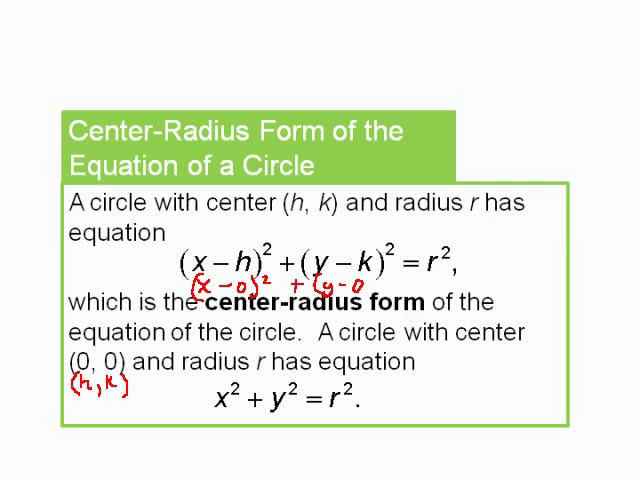 Center-Radius Form of the
Equation of a Circle
A circle with center (h, k) and radius r has
equation
(x − h)² + (y − k)² = r²,
(x − 0)² + (y − 0
which is the center-radius form of the
equation of the circle. A circle with center
(0, 0) and radius r has equation
(h, k)
x² + y² = r².